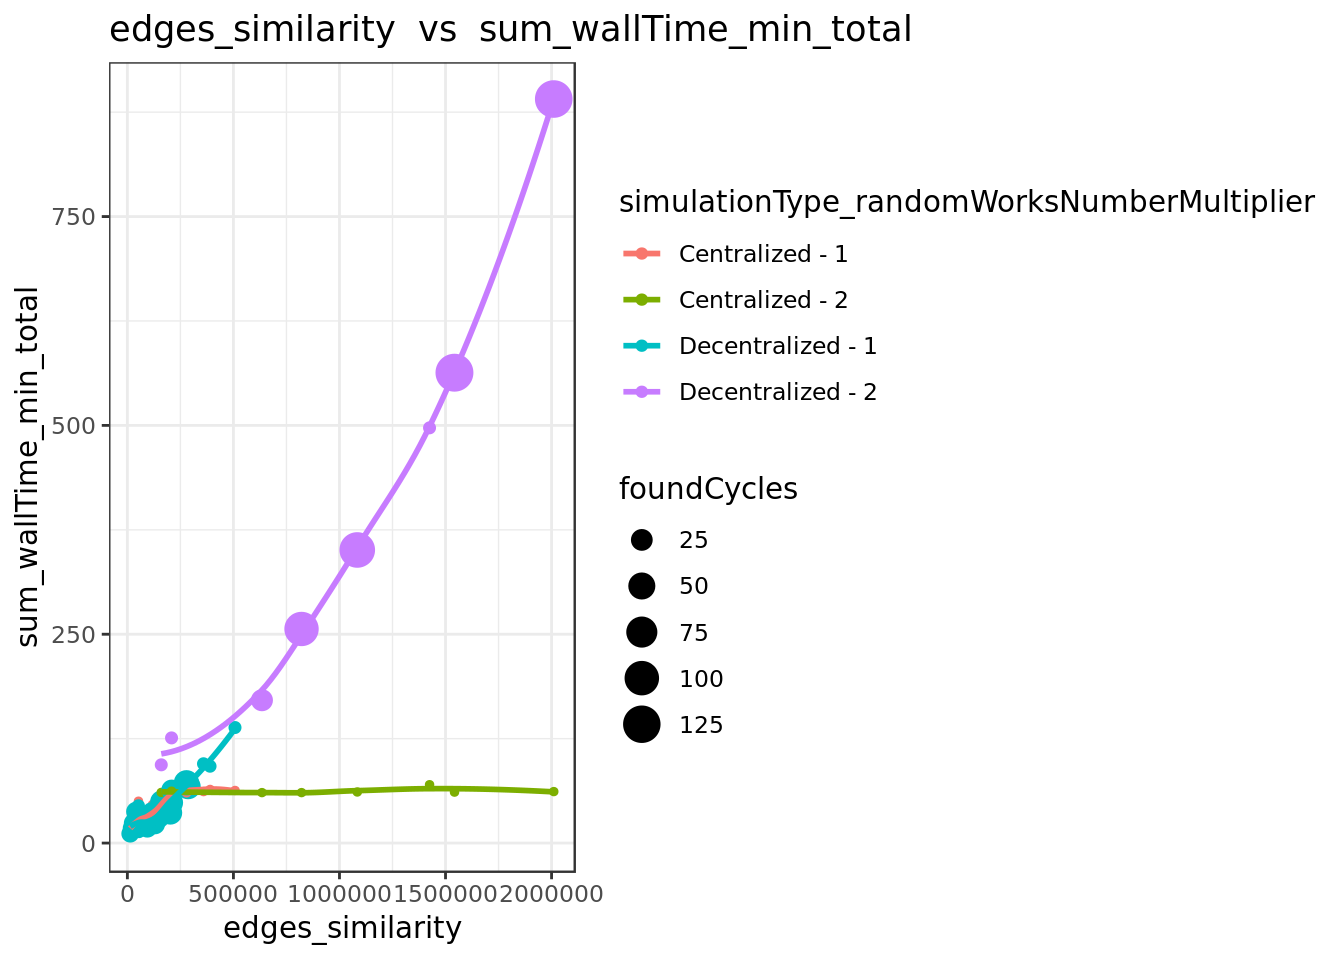 edges_similarity vs sum_wallTime_min_total
sum_wallTime_min_total
750
500
250
0
0
500000
1000000
1500000
2000000
edges_similarity
simulationType_randomWorksNumberMultiplier
Centralized - 1
Centralized - 2
Decentralized - 1
Decentralized - 2
foundCycles
25
50
75
100
125